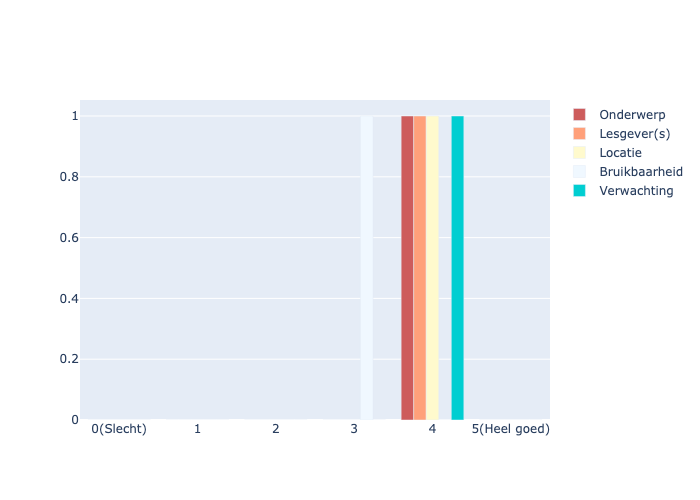 1
0.8
0.6
0.4
0.2
0
0(Slecht) 1 2 3 4 5(Heel goed)
Onderwerp
Lesgever(s)
Locatie
Bruikbaarheid
Verwachting